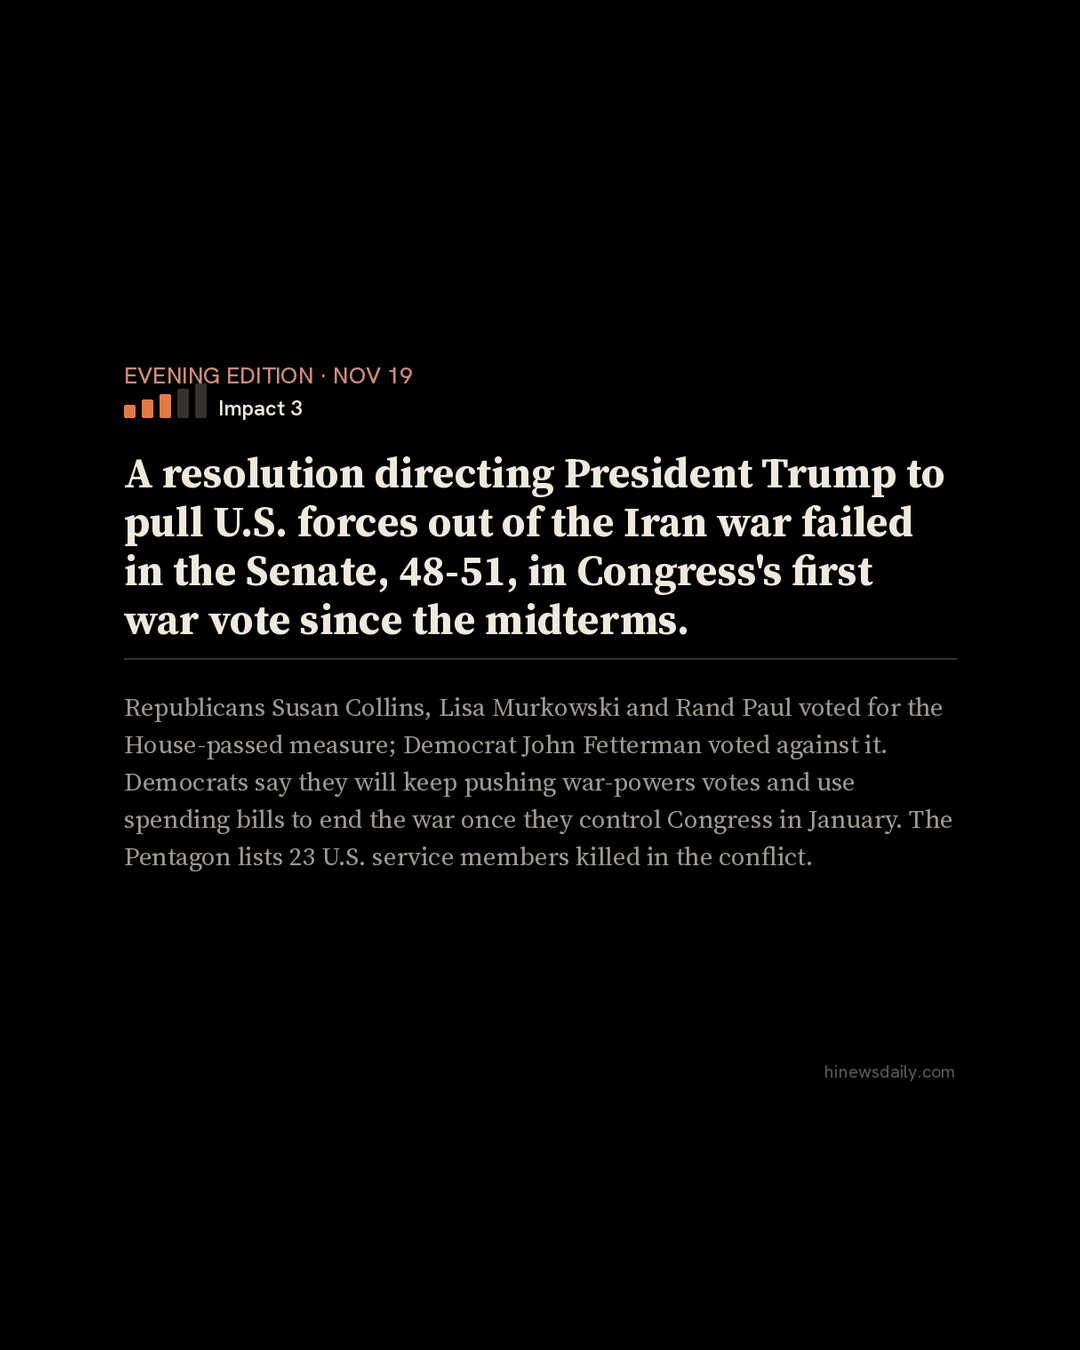 EVENING EDITION · NOV 19
Impact 3
A resolution directing President Trump to
pull U.S. forces out of the Iran war failed
in the Senate, 48-51, in Congress's first
war vote since the midterms.
Republicans Susan Collins, Lisa Murkowski and Rand Paul voted for the
House-passed measure; Democrat John Fetterman voted against it.
Democrats say they will keep pushing war-powers votes and use
spending bills to end the war once they control Congress in January. The
Pentagon lists 23 U.S. service members killed in the conflict.
hinewsdaily.com